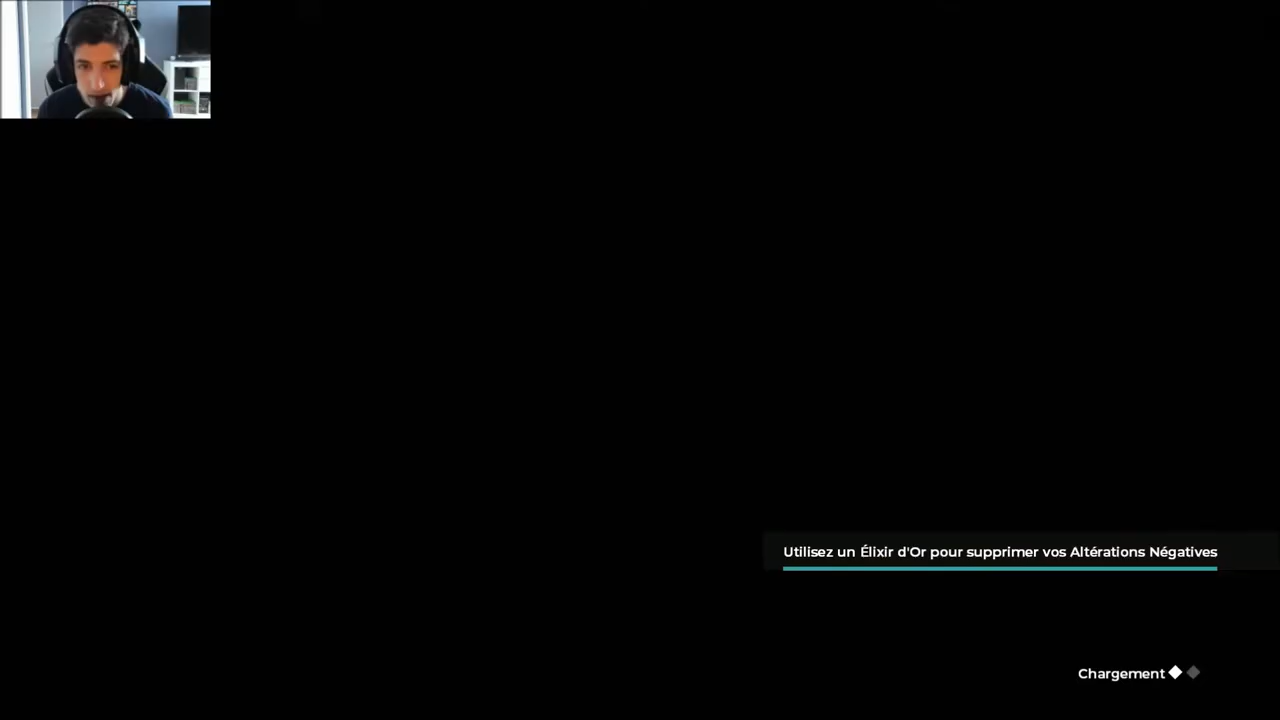 Utilisez un Élixir d'Or pour supprimer vos Altérations Négatives
Chargement